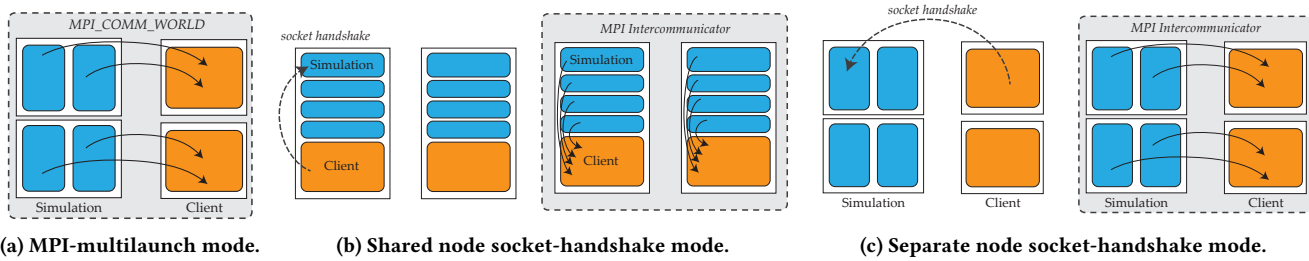 MPI_COMM_WORLD
Simulation
Client
(a) MPI-multilaunch mode.
socket handshake
Simulation
Client
MPI Intercommunicator
Simulation
Client
(b) Shared node socket-handshake mode.
socket handshake
Simulation
Client
MPI Intercommunicator
Simulation
Client
(c) Separate node socket-handshake mode.